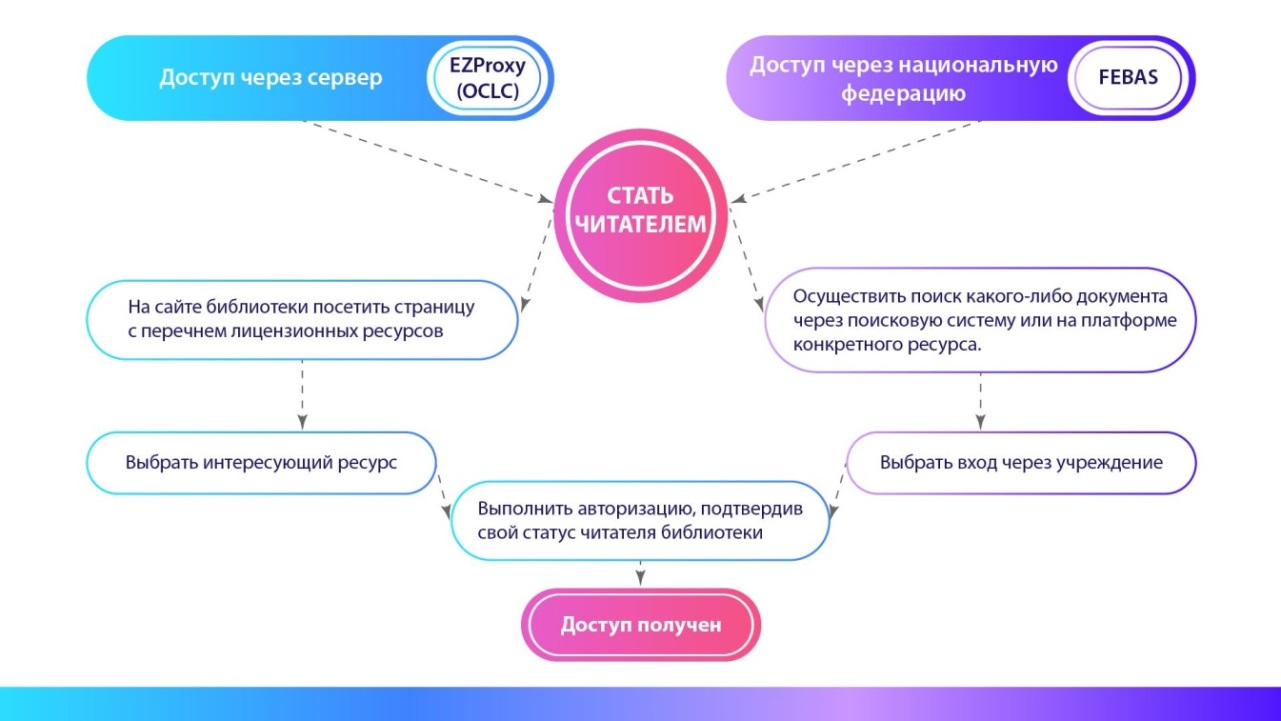 Доступ через сервер
EZProxy
(OCLC)
Доступ через национальную
федерацию
FEBAS
СТАТЬ
ЧИТАТЕЛЕМ
На сайте библиотеки посетить страницу
с перечнем лицензионных ресурсов
Осуществить поиск какого-либо документа
через поисковую систему или на платформе
конкретного ресурса.
Выбрать интересующий ресурс
Выбрать вход через учреждение
Выполнить авторизацию, подтвердив
свой статус читателя библиотеки
Доступ получен